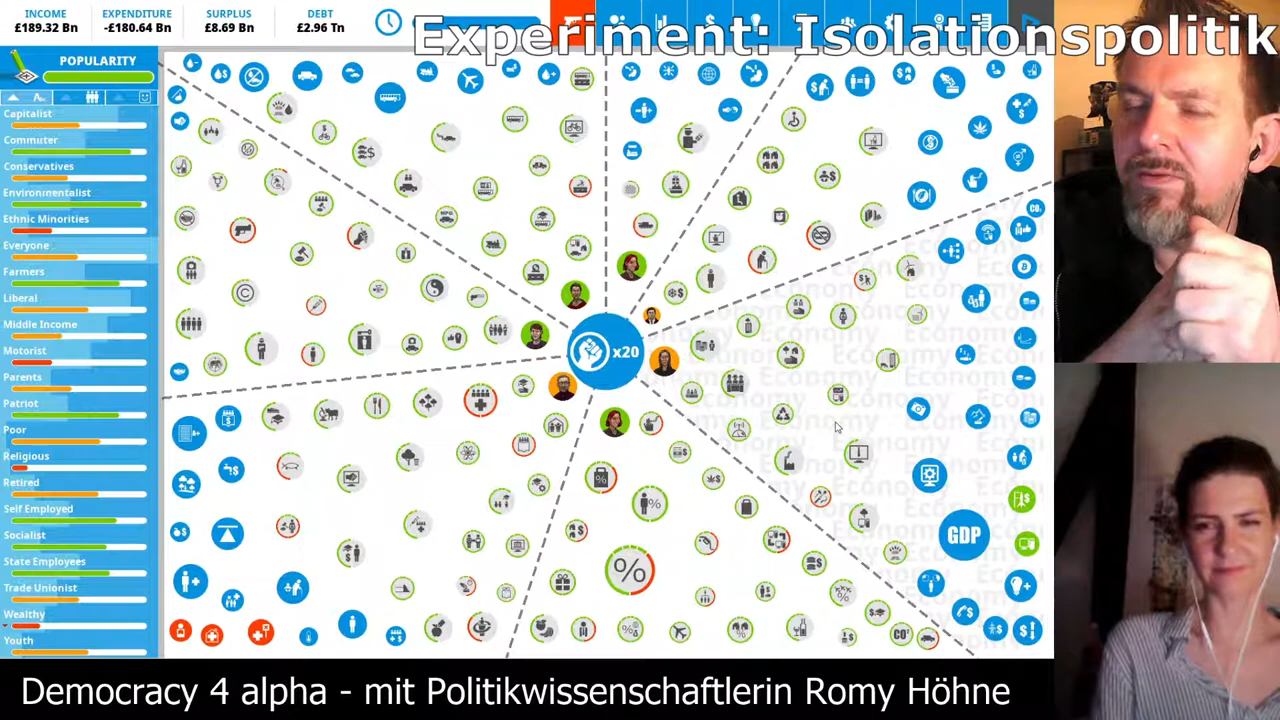 INCOME
£189.32 Bn
EXPENDITURE
-£180.64 Bn
SURPLUS
£8.69 Bn
DEBT
£2.96 Tn
Experiment: Isolationspolitik
POPULARITY
Capitalist
Commuter
Conservatives
Environmentalist
Ethnic Minorities
Everyone
Farmers
Liberal
Middle Income
Motorist
Parents
Patriot
Poor
Religious
Retired
Self Employed
Socialist
State Employees
Trade Unionist
Wealthy
Youth
x20
Economy
GDP
Democracy 4 alpha - mit Politikwissenschaftlerin Romy Höhne